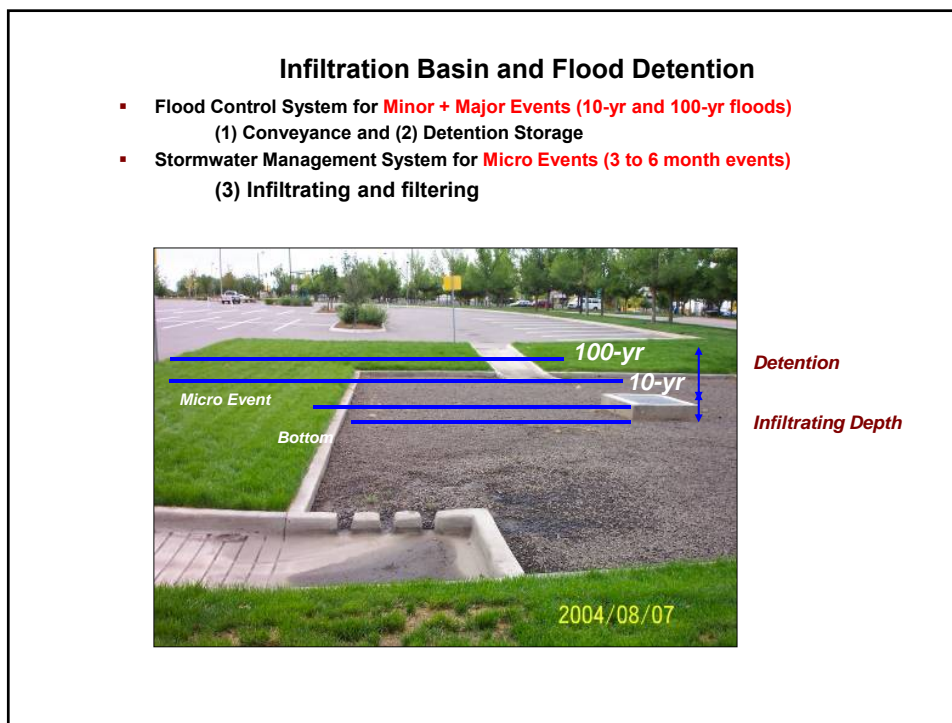 Infiltration Basin and Flood Detention
▪ Flood Control System for Minor + Major Events (10-yr and 100-yr floods)
(1) Conveyance and (2) Detention Storage
▪ Stormwater Management System for Micro Events (3 to 6 month events)
(3) Infiltrating and filtering
100-yr
Detention
10-yr
Micro Event
Infiltrating Depth
Bottom
2004/08/07